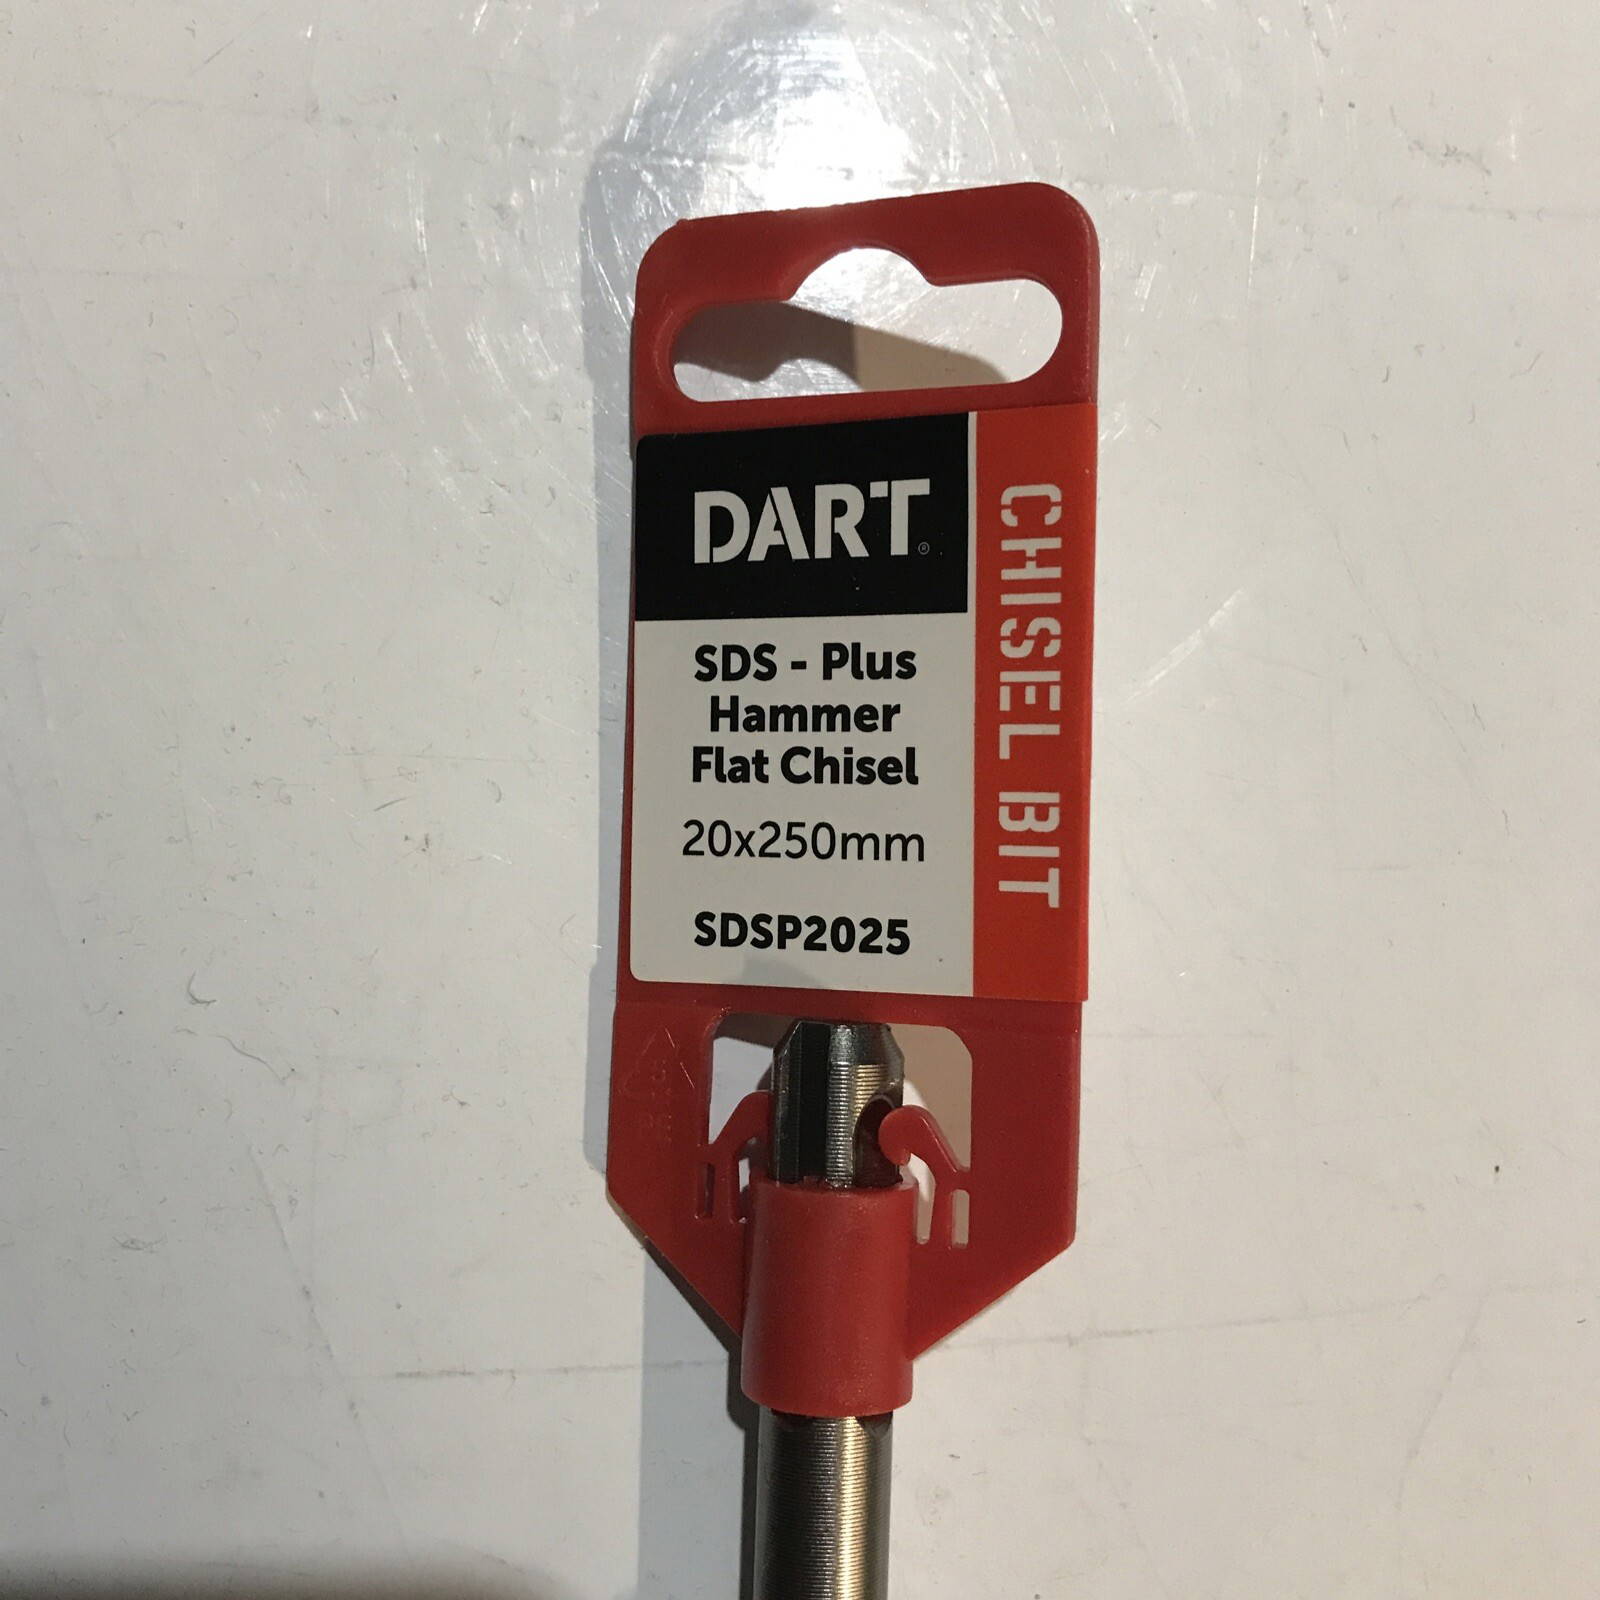 DART®
SDS - Plus
Hammer
Flat Chisel
20x250mm
SDSP2025
CHISEL BIT